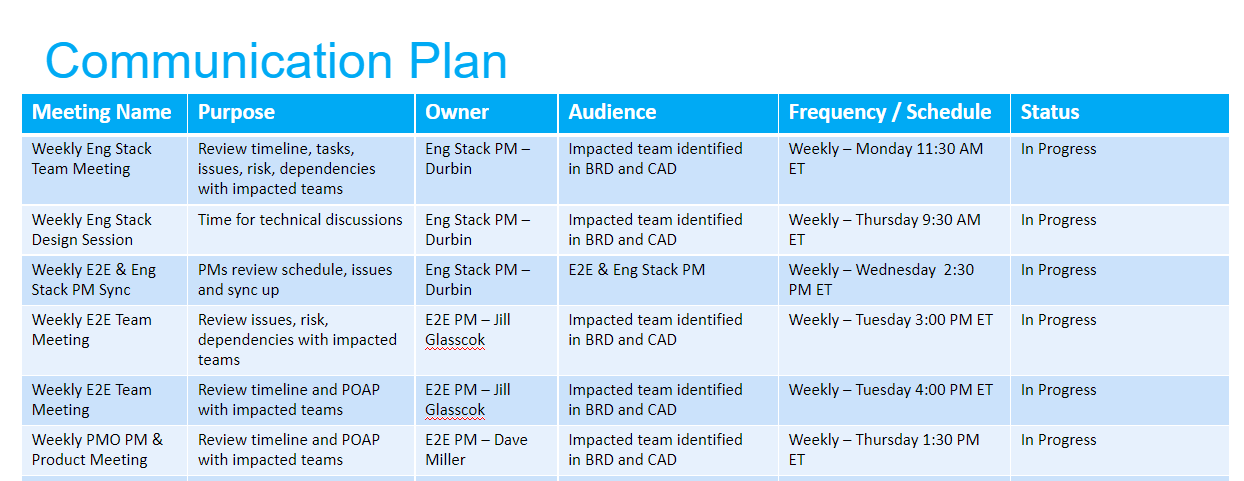 Communication Plan
Meeting Name Purpose Owner Audience Frequency / Schedule Status
Weekly Eng Stack
Team Meeting
Review timeline, tasks,
issues, risk, dependencies
with impacted teams
Eng Stack PM –
Durbin
Impacted team identified
in BRD and CAD
Weekly – Monday 11:30 AM
ET
In Progress
Weekly Eng Stack
Design Session
Time for technical discussions
Eng Stack PM –
Durbin
Impacted team identified
in BRD and CAD
Weekly – Thursday 9:30 AM
ET
In Progress
Weekly E2E & Eng
Stack PM Sync
PMs review schedule, issues
and sync up
Eng Stack PM –
Durbin
E2E & Eng Stack PM
Weekly – Wednesday  2:30
PM ET
In Progress
Weekly E2E Team
Meeting
Review issues, risk,
dependencies with impacted
teams
E2E PM – Jill
Glasscok
Impacted team identified
in BRD and CAD
Weekly – Tuesday 3:00 PM ET
In Progress
Weekly E2E Team
Meeting
Review timeline and POAP
with impacted teams
E2E PM – Jill
Glasscok
Impacted team identified
in BRD and CAD
Weekly – Tuesday 4:00 PM ET
In Progress
Weekly PMO PM &
Product Meeting
Review timeline and POAP
with impacted teams
E2E PM – Dave
Miller
Impacted team identified
in BRD and CAD
Weekly – Thursday 1:30 PM
ET
In Progress